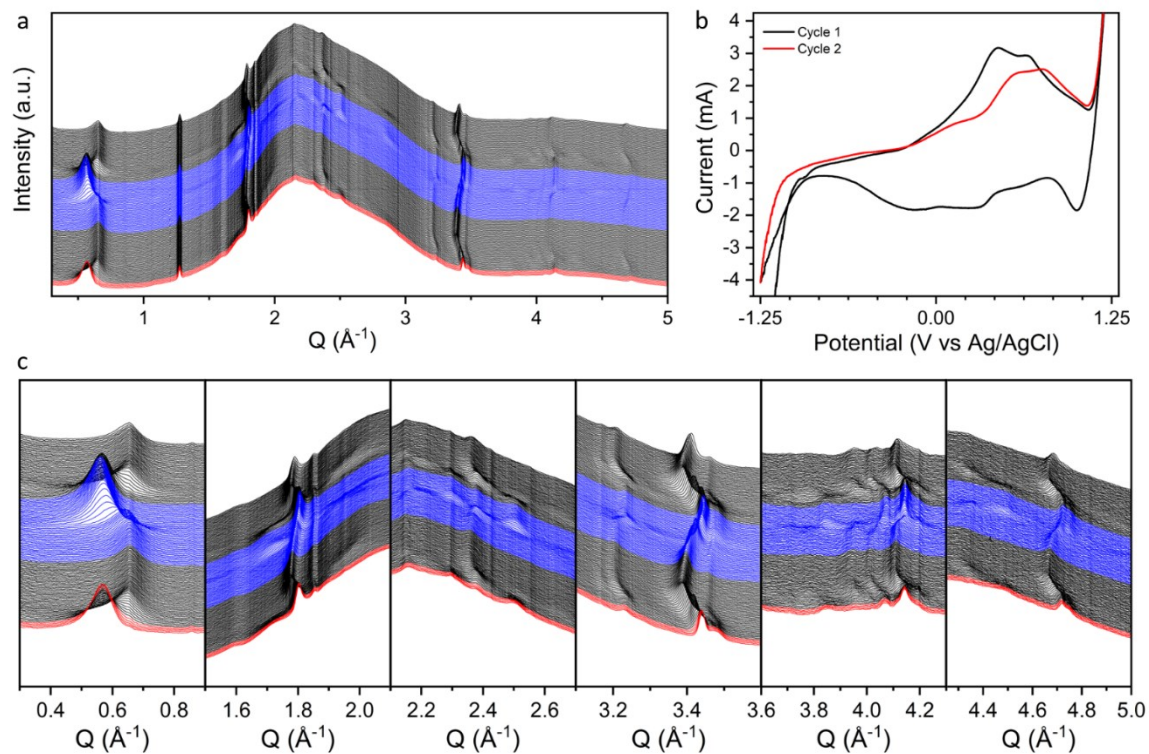 a
Intensity (a.u.)
1 2 3 4 5
Q (Å⁻¹)
b
Cycle 1
Cycle 2
Current (mA)
4
3
2
1
0
-1
-2
-3
-4
-1.25 0.00 1.25
Potential (V vs Ag/AgCl)
c
0.4 0.6 0.8 1.6 1.8 2.0 2.2 2.4 2.6 3.2 3.4 3.6 3.8 4.0 4.2 4.4 4.6 4.8 5.0
Q (Å⁻¹) Q (Å⁻¹) Q (Å⁻¹) Q (Å⁻¹) Q (Å⁻¹) Q (Å⁻¹)